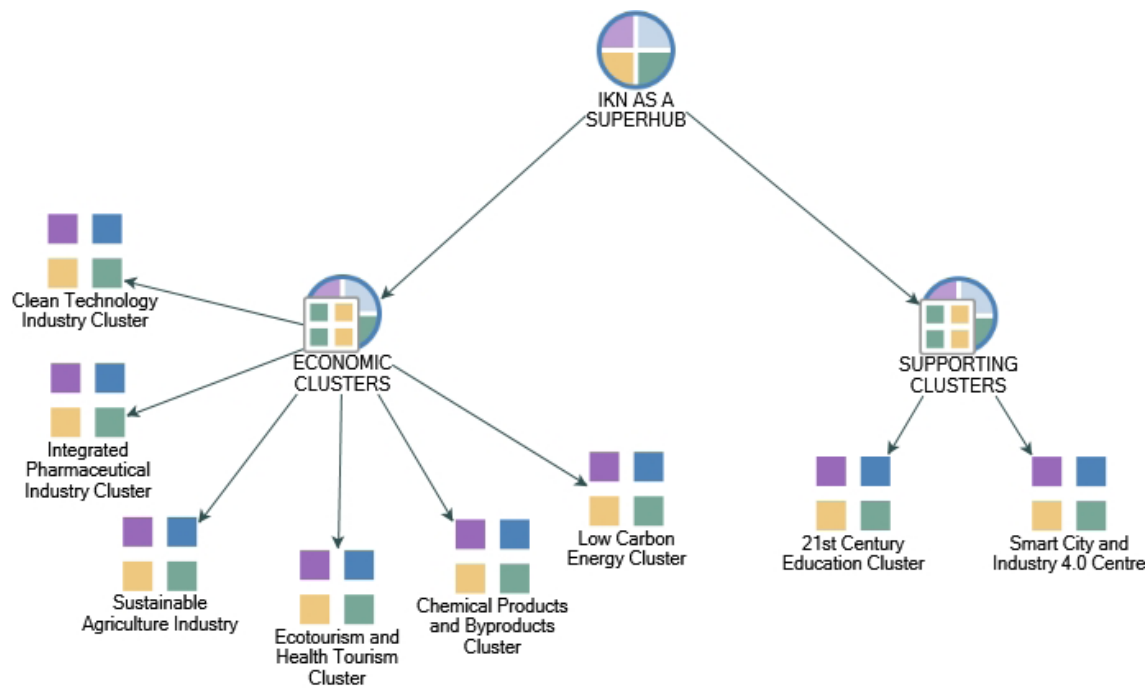 IKN AS A
SUPERHUB
Clean Technology
Industry Cluster
ECONOMIC
CLUSTERS
SUPPORTING
CLUSTERS
Integrated
Pharmaceutical
Industry Cluster
Low Carbon
Energy Cluster
21st Century
Education Cluster
Smart City and
Industry 4.0 Centre
Sustainable
Agriculture Industry
Chemical Products
and Byproducts
Cluster
Ecotourism and
Health Tourism
Cluster